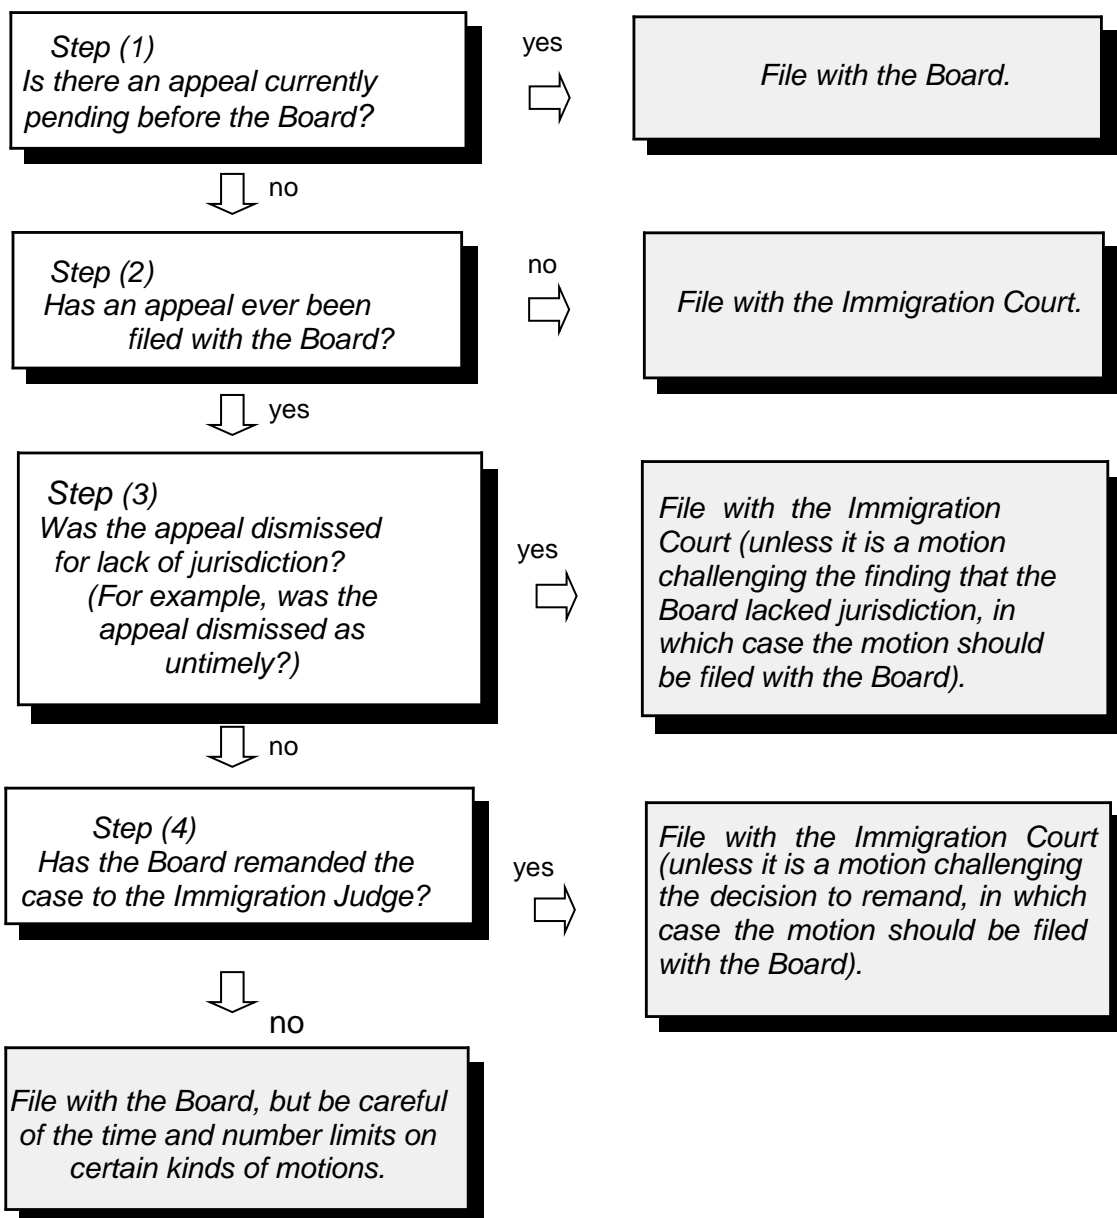 Step (1)
Is there an appeal currently
pending before the Board?
yes
File with the Board.
no
Step (2)
Has an appeal ever been
filed with the Board?
no
File with the Immigration Court.
yes
Step (3)
Was the appeal dismissed
for lack of jurisdiction?
(For example, was the
appeal dismissed as
untimely?)
yes
File with the Immigration
Court (unless it is a motion
challenging the finding that the
Board lacked jurisdiction, in
which case the motion should
be filed with the Board).
no
Step (4)
Has the Board remanded the
case to the Immigration Judge?
yes
File with the Immigration Court
(unless it is a motion challenging
the decision to remand, in which
case the motion should be filed
with the Board).
no
File with the Board, but be careful
of the time and number limits on
certain kinds of motions.